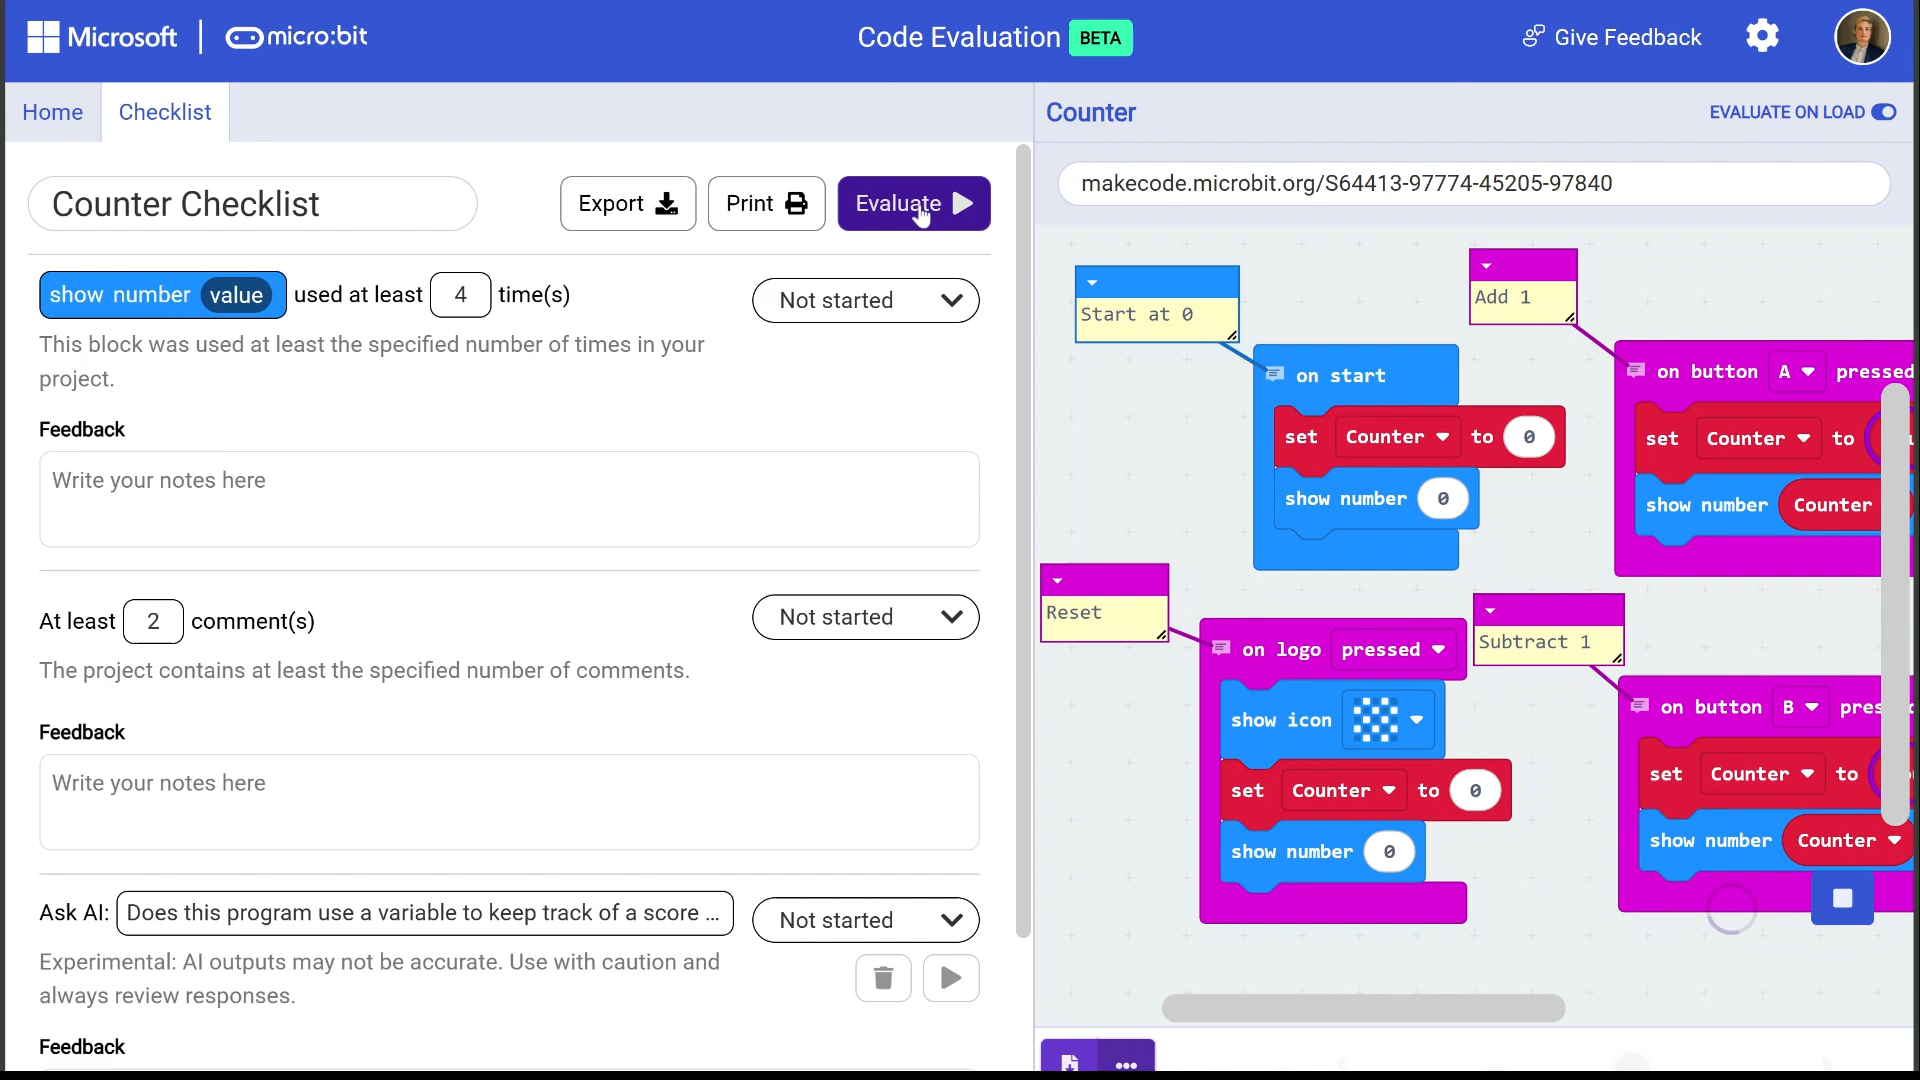 Microsoft
micro:bit
Code Evaluation BETA
Give Feedback
Home
Checklist
Counter
EVALUATE ON LOAD
Counter Checklist
Export
Print
Evaluate
makecode.microbit.org/S64413-97774-45205-97840
show number value used at least 4 time(s)
Not started
This block was used at least the specified number of times in your
project.
Feedback
Write your notes here
At least 2 comment(s)
Not started
The project contains at least the specified number of comments.
Feedback
Write your notes here
Ask AI: Does this program use a variable to keep track of a score ...
Not started
Experimental: AI outputs may not be accurate. Use with caution and
always review responses.
Feedback
Start at 0
on start
set Counter to 0
show number 0
Add 1
on button A pressed
set Counter to
show number Counter
Reset
on logo pressed
show icon
set Counter to 0
show number 0
Subtract 1
on button B
set Counter to
show number Counter